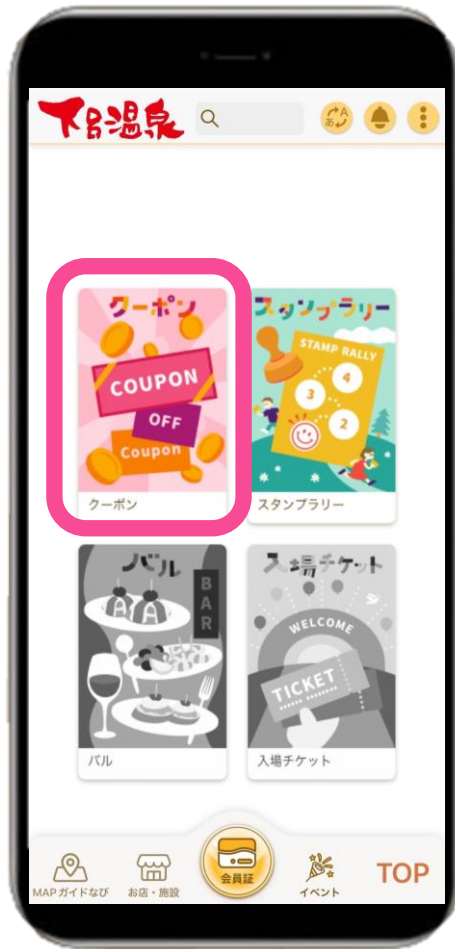 下呂温泉
あ A
クーポン
COUPON
OFF
Coupon
クーポン
スタンプラリー
STAMP RALLY
4
3
2
スタンプラリー
バル
BAR
バル
入場チケット
WELCOME
TICKET
入場チケット
MAPガイドなび
お店・施設
会員証
イベント
TOP